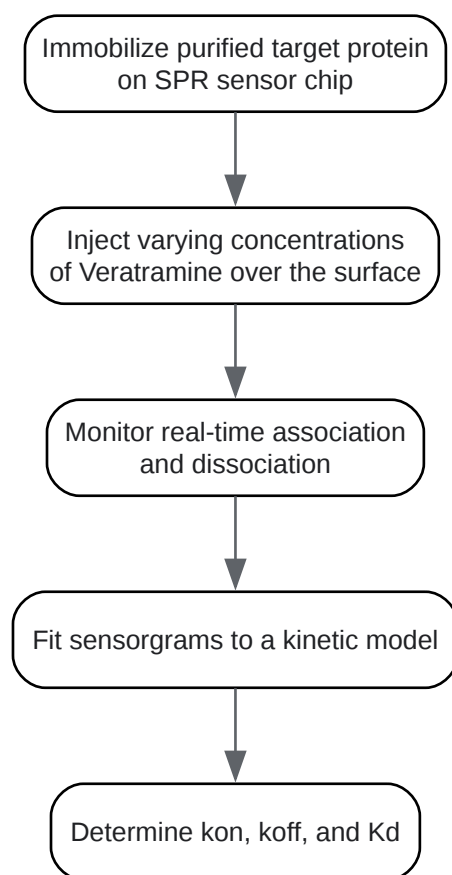 Immobilize purified target protein
on SPR sensor chip
Inject varying concentrations
of Veratramine over the surface
Monitor real-time association
and dissociation
Fit sensorgrams to a kinetic model
Determine kon, koff, and Kd